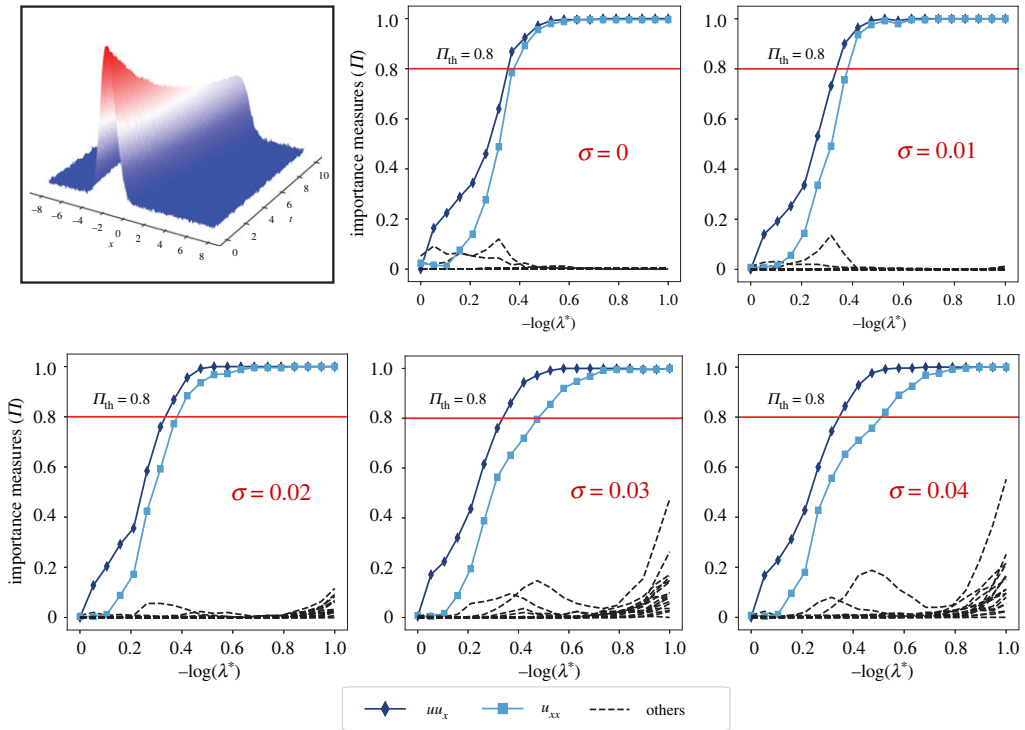 −8 −6 −4 −2 0 2 4 6 8
x
0 2 4 6 8 10
t
importance measures (Π)
1.0
0.8
0.6
0.4
0.2
0
Π_th = 0.8
σ = 0
0 0.2 0.4 0.6 0.8 1.0
−log(λ*)
1.0
0.8
0.6
0.4
0.2
0
Π_th = 0.8
σ = 0.01
0 0.2 0.4 0.6 0.8 1.0
−log(λ*)
importance measures (Π)
1.0
0.8
0.6
0.4
0.2
0
Π_th = 0.8
σ = 0.02
0 0.2 0.4 0.6 0.8 1.0
−log(λ*)
1.0
0.8
0.6
0.4
0.2
0
Π_th = 0.8
σ = 0.03
0 0.2 0.4 0.6 0.8 1.0
−log(λ*)
1.0
0.8
0.6
0.4
0.2
0
Π_th = 0.8
σ = 0.04
0 0.2 0.4 0.6 0.8 1.0
−log(λ*)
uu_x u_xx others